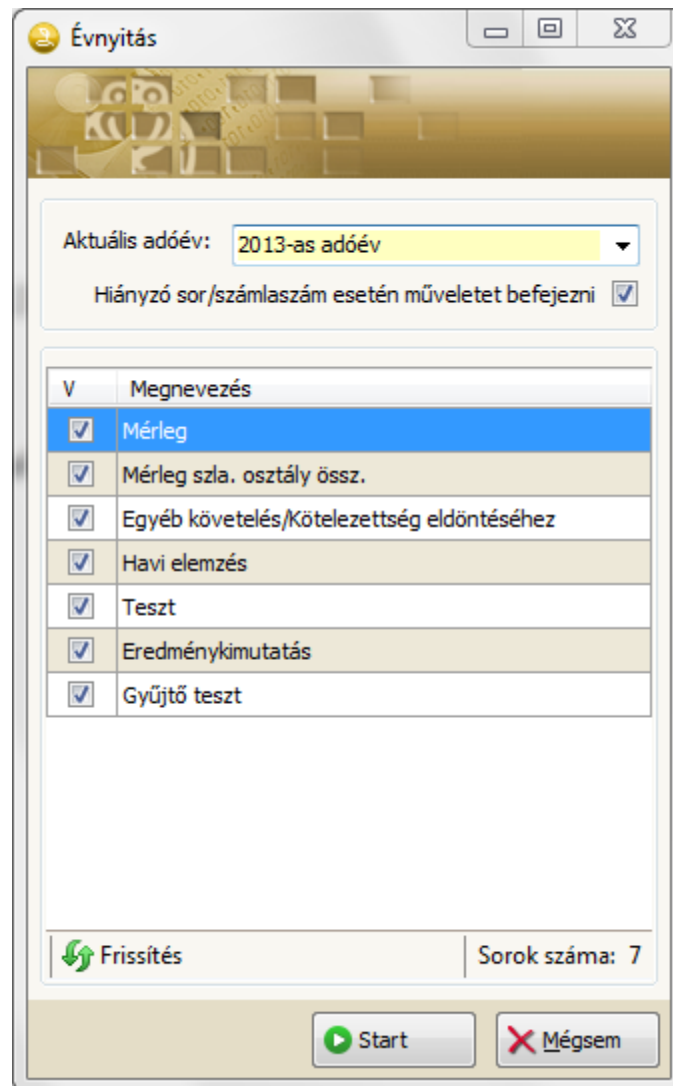 Évnyitás
Aktuális adóév: 2013-as adóév
Hiányzó sor/számlaszám esetén műveletet befejezni
V Megnevezés
Mérleg
Mérleg szla. osztály össz.
Egyéb követelés/Kötelezettség eldöntéséhez
Havi elemzés
Teszt
Eredménykimutatás
Gyűjtő teszt
Frissítés Sorok száma: 7
Start Mégsem